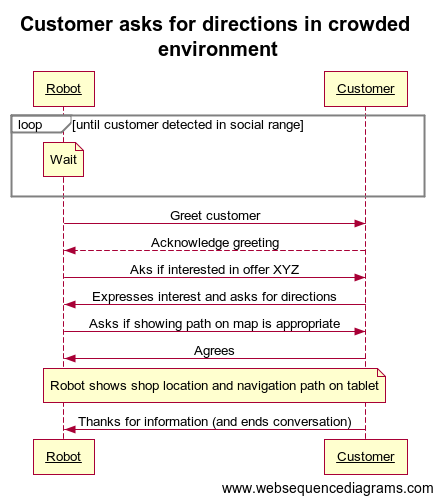 Customer asks for directions in crowded
environment
Robot
Customer
loop
[until customer detected in social range]
Wait
Greet customer
Acknowledge greeting
Aks if interested in offer XYZ
Expresses interest and asks for directions
Asks if showing path on map is appropriate
Agrees
Robot shows shop location and navigation path on tablet
Thanks for information (and ends conversation)
Robot
Customer
www.websequencediagrams.com